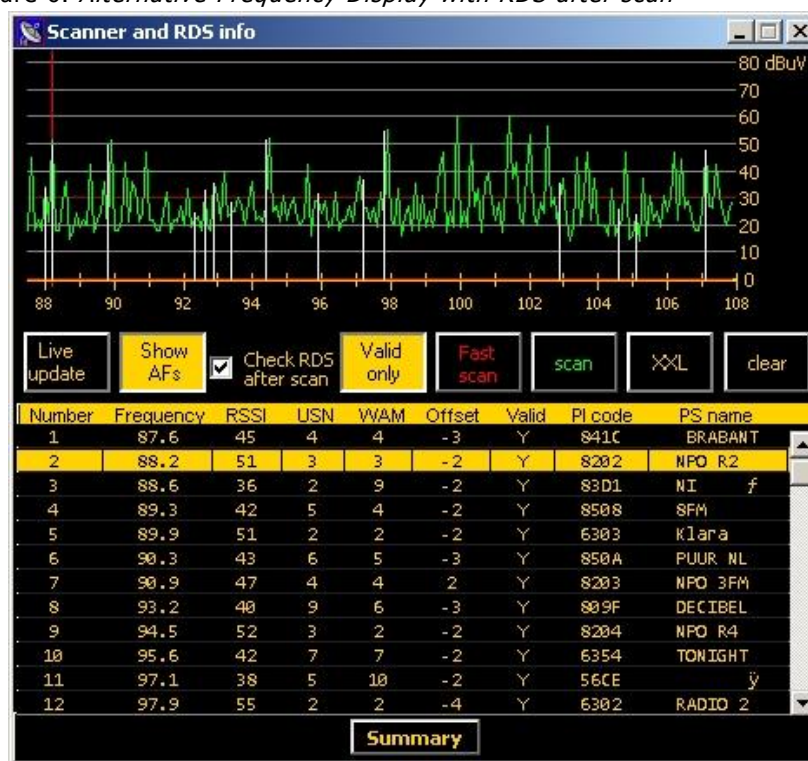 Alternative Frequency Display with RDS after scan
Scanner and RDS info
80 dBuV
70
60
50
40
30
20
10
0
88 90 92 94 96 98 100 102 104 106 108
Live update
Show AFs
Check RDS after scan
Valid only
Fast scan
scan
XXL
clear
Number Frequency RSSI USN WAM Offset Valid PI code PS name
1 87.6 45 4 4 -3 Y 841C BRABANT
2 88.2 51 3 3 -2 Y 8202 NPO R2
3 88.6 36 2 9 -2 Y 83D1 NI ƒ
4 89.3 42 5 4 -2 Y 8508 8FM
5 89.9 51 2 2 -2 Y 6303 Klara
6 90.3 43 6 5 -3 Y 850A PUUR NL
7 90.9 47 4 4 2 Y 8203 NPO 3FM
8 93.2 40 9 6 -3 Y 809F DECIBEL
9 94.5 52 3 2 -2 Y 8204 NPO R4
10 95.6 42 7 7 -2 Y 6354 TONIGHT
11 97.1 38 5 10 -2 Y 56CE ÿ
12 97.9 55 2 2 -4 Y 6302 RADIO 2
Summary